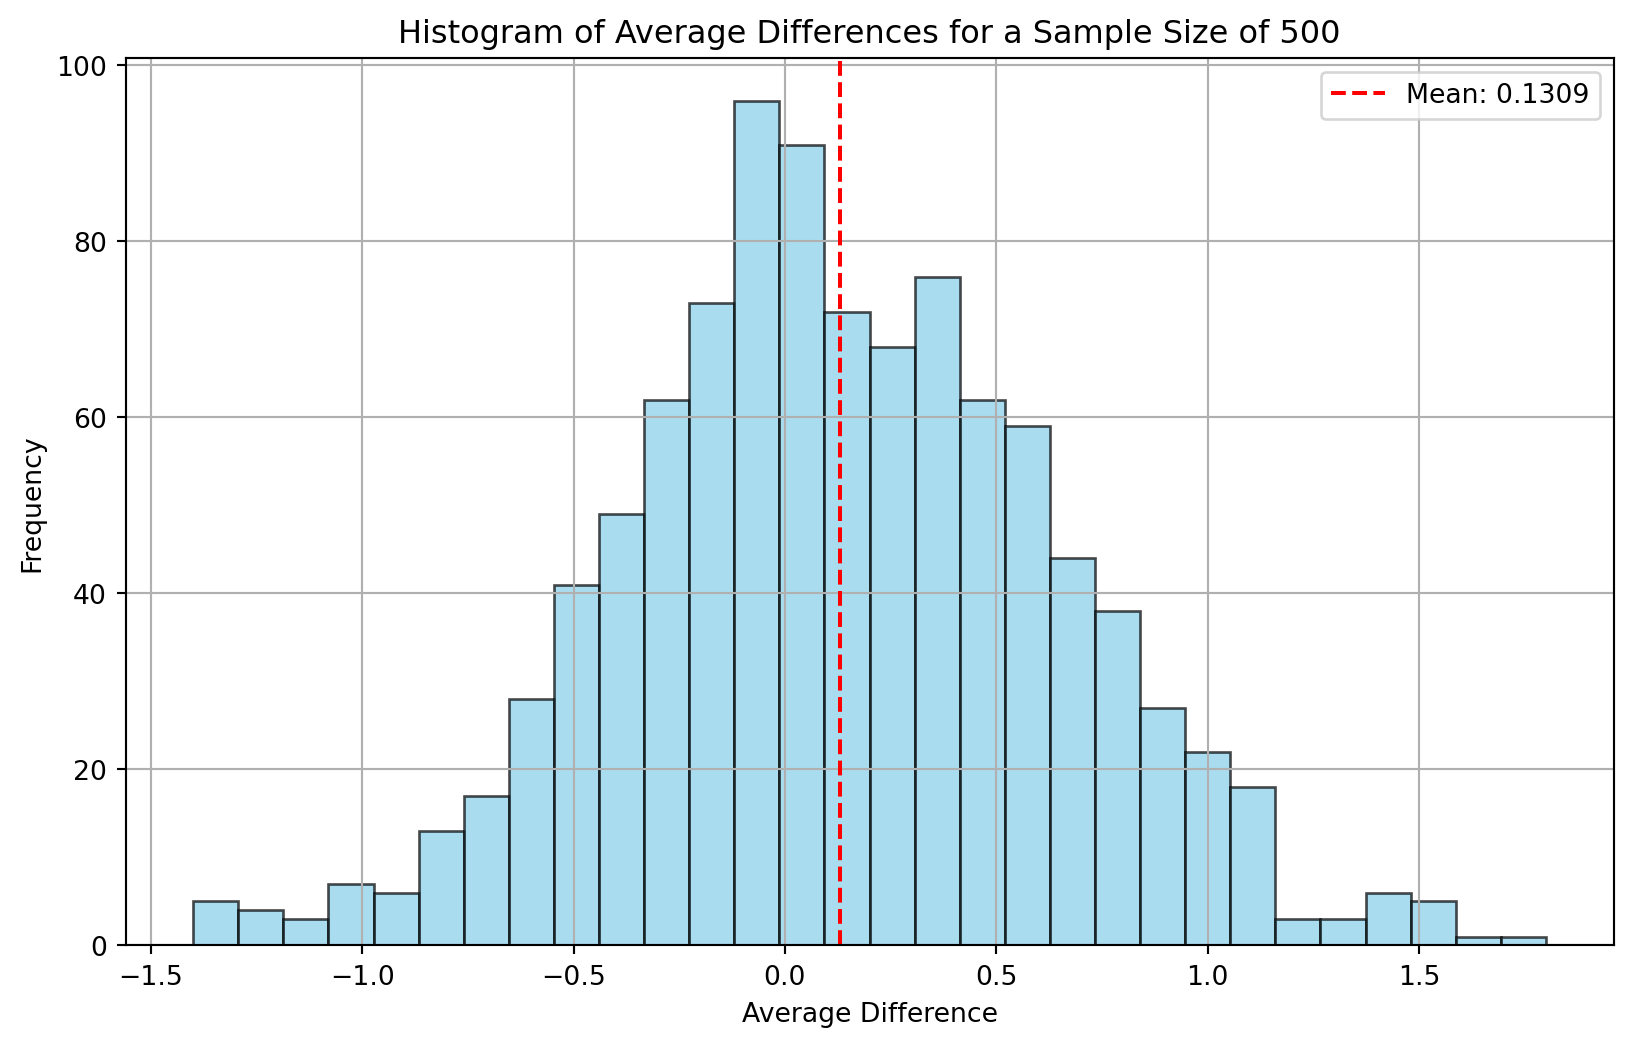 Histogram of Average Differences for a Sample Size of 500
Mean: 0.1309
100
80
60
40
20
0
Frequency
−1.5 −1.0 −0.5 0.0 0.5 1.0 1.5
Average Difference